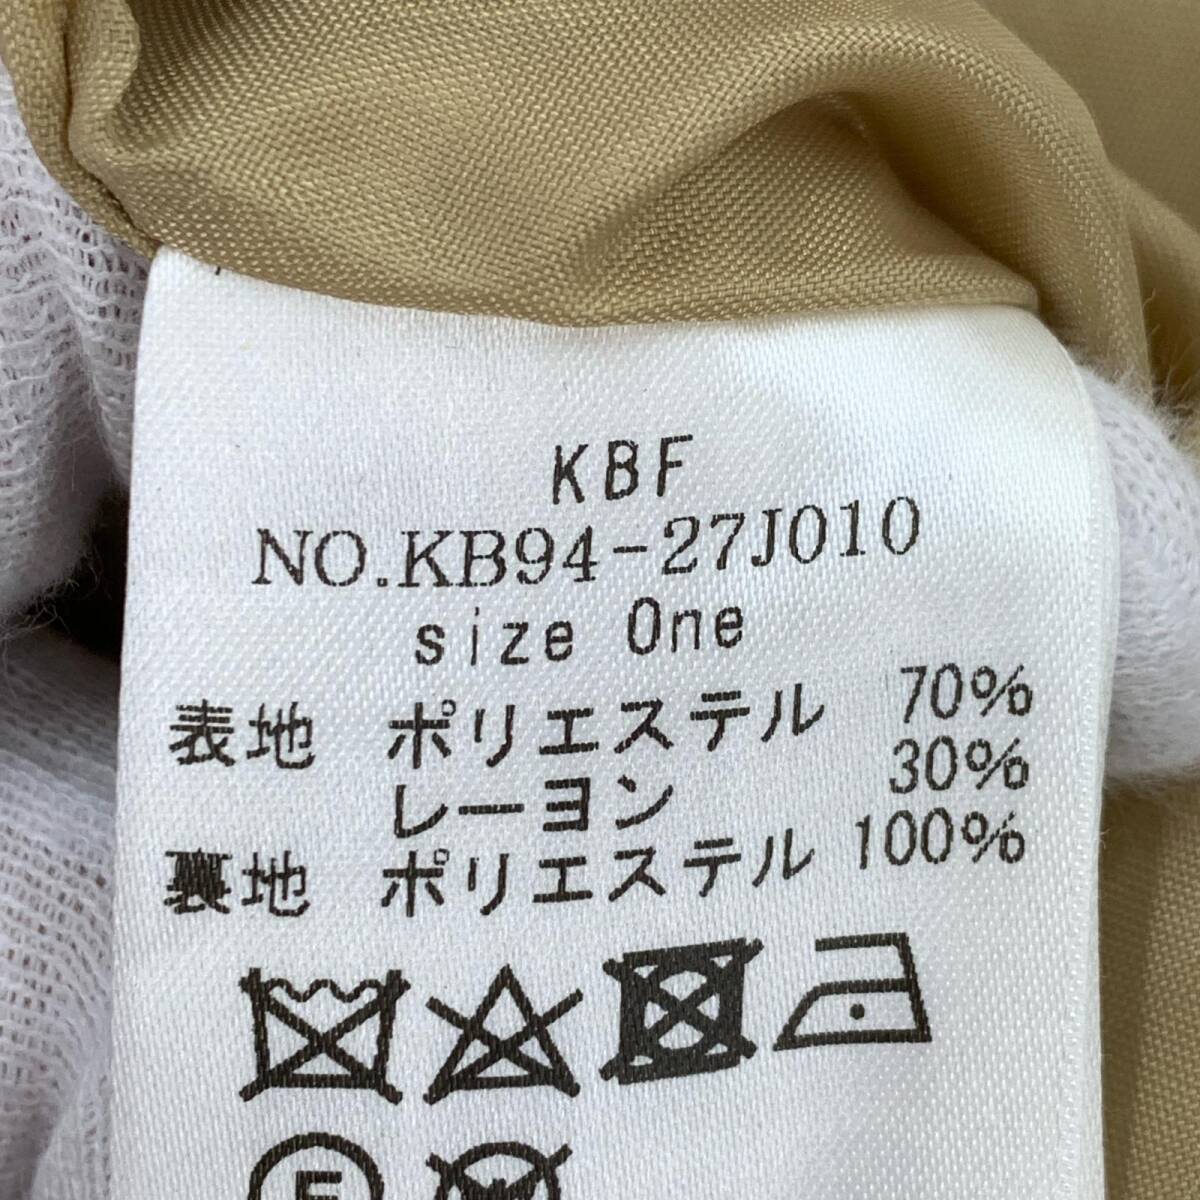 KBF
NO.KB94-27J010
size One
表地 ポリエステル 70%
レーヨン 30%
裏地 ポリエステル 100%